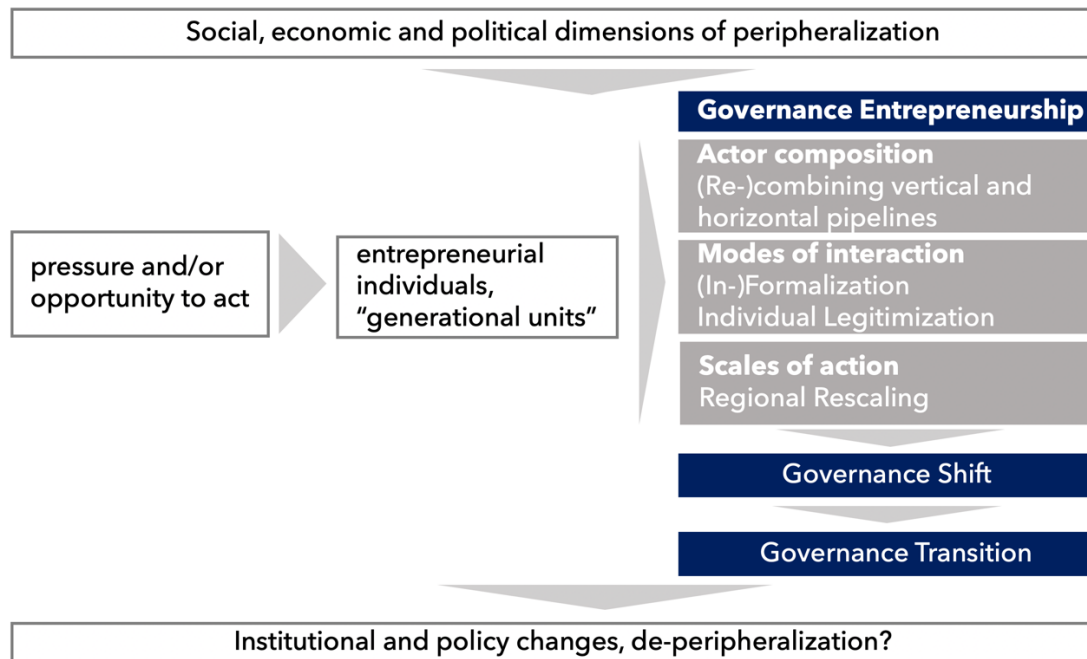 Social, economic and political dimensions of peripheralization
Governance Entrepreneurship
Actor composition
(Re-)combining vertical and
horizontal pipelines
pressure and/or
opportunity to act
entrepreneurial
individuals,
“generational units”
Modes of interaction
(In-)Formalization
Individual Legitimization
Scales of action
Regional Rescaling
Governance Shift
Governance Transition
Institutional and policy changes, de-peripheralization?